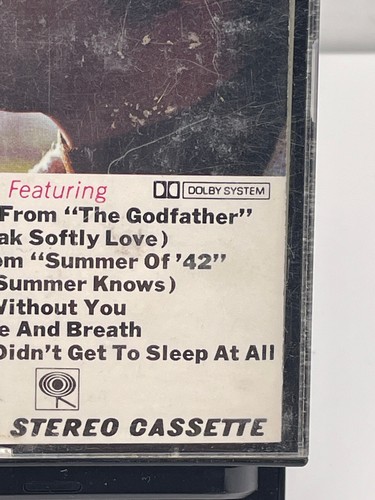 Featuring DOLBY SYSTEM
From "The Godfather"
ak Softly Love)
om "Summer Of '42"
Summer Knows)
Without You
e And Breath
Didn't Get To Sleep At All
STEREO CASSETTE